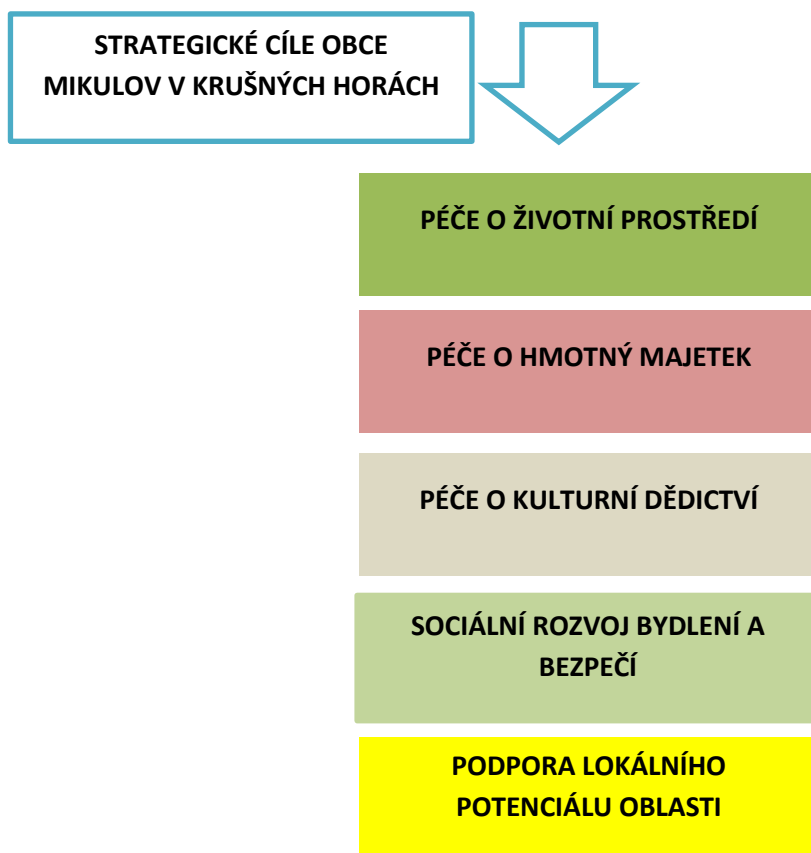 STRATEGICKÉ CÍLE OBCE
MIKULOV V KRUŠNÝCH HORÁCH
PÉČE O ŽIVOTNÍ PROSTŘEDÍ
PÉČE O HMOTNÝ MAJETEK
PÉČE O KULTURNÍ DĚDICTVÍ
SOCIÁLNÍ ROZVOJ BYDLENÍ A
BEZPEČÍ
PODPORA LOKÁLNÍHO
POTENCIÁLU OBLASTI